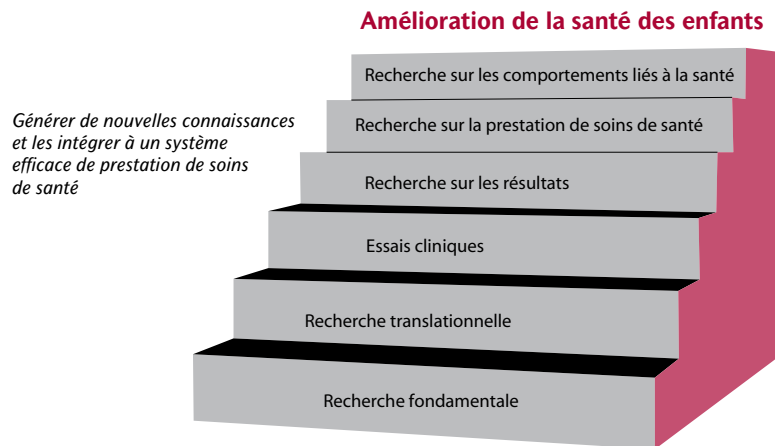 Amélioration de la santé des enfants
Recherche sur les comportements liés à la santé
Générer de nouvelles connaissances
et les intégrer à un système
efficace de prestation de soins
de santé
Recherche sur la prestation de soins de santé
Recherche sur les résultats
Essais cliniques
Recherche translationnelle
Recherche fondamentale